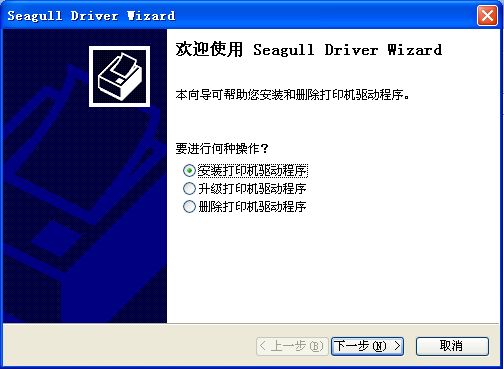 Seagull Driver Wizard
欢迎使用 Seagull Driver Wizard
本向导可帮助您安装和删除打印机驱动程序。
要进行何种操作？
安装打印机驱动程序
升级打印机驱动程序
删除打印机驱动程序
< 上一步(B) 下一步(N) > 取消